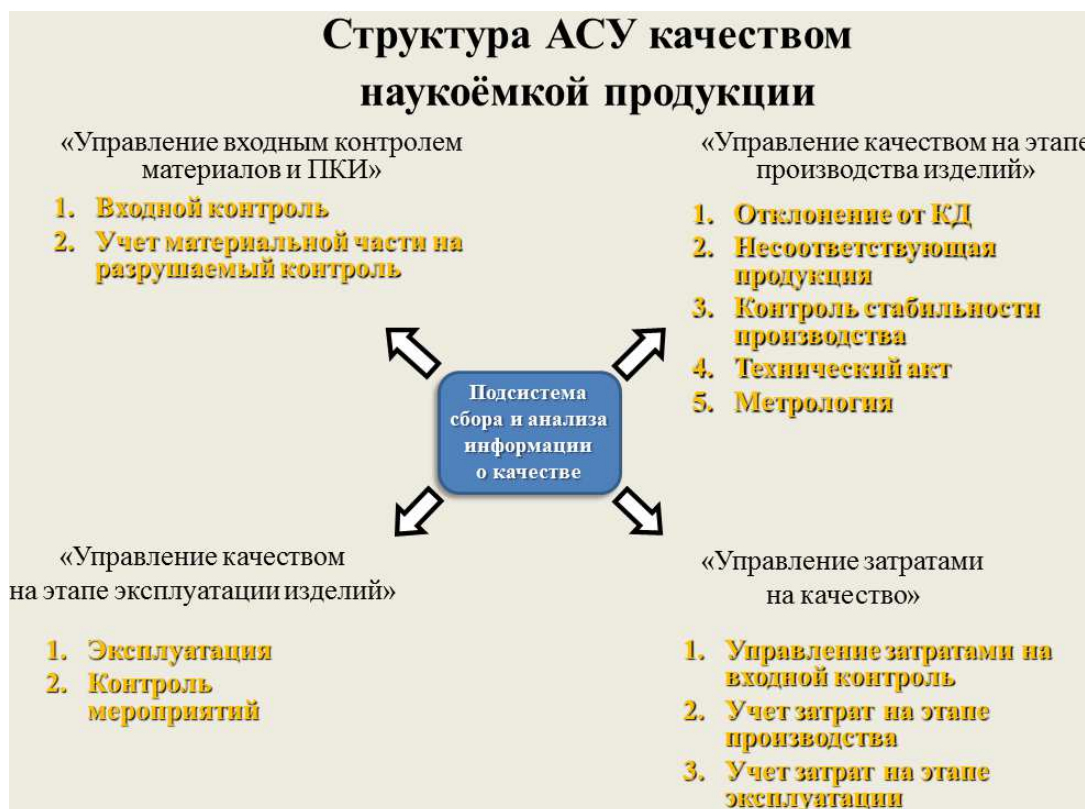 Структура АСУ качеством
наукоёмкой продукции
«Управление входным контролем
материалов и ПКИ»
1. Входной контроль
2. Учет материальной части на
разрушаемый контроль
«Управление качеством на этапе
производства изделий»
1. Отклонение от КД
2. Несоответствующая
продукция
3. Контроль стабильности
производства
4. Технический акт
5. Метрология
Подсистема
сбора и анализа
информации
о качестве
«Управление качеством
на этапе эксплуатации изделий»
1. Эксплуатация
2. Контроль
мероприятий
«Управление затратами
на качество»
1. Управление затратами на
входной контроль
2. Учет затрат на этапе
производства
3. Учет затрат на этапе
эксплуатации